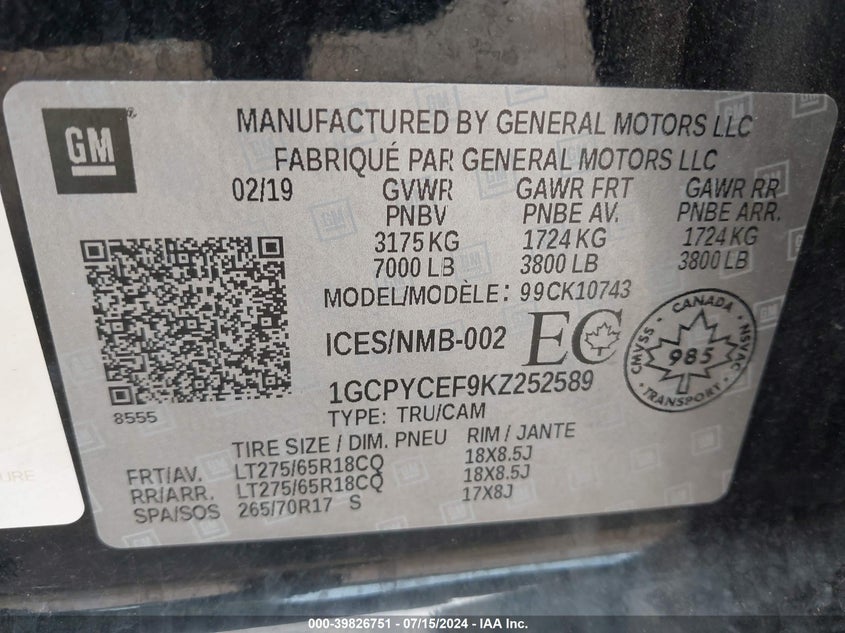 GM
MANUFACTURED BY GENERAL MOTORS LLC
FABRIQUÉ PAR GENERAL MOTORS LLC
02/19 GVWR GAWR FRT GAWR RR
PNBV PNBE AV. PNBE ARR.
3175 KG 1724 KG 1724 KG
7000 LB 3800 LB 3800 LB
MODEL/MODÈLE: 99CK10743
ICES/NMB-002 EC
CANADA
CMVSS 985 NSVAC
1GCPYCEF9KZ252589
8555 TYPE: TRU/CAM
TIRE SIZE / DIM. PNEU RIM / JANTE
FRT/AV. LT275/65R18CQ 18X8.5J
RR/ARR. LT275/65R18CQ 18X8.5J
SPA/SOS 265/70R17 S 17X8J
URE
000-39826751 - 07/15/2024 - IAA Inc.